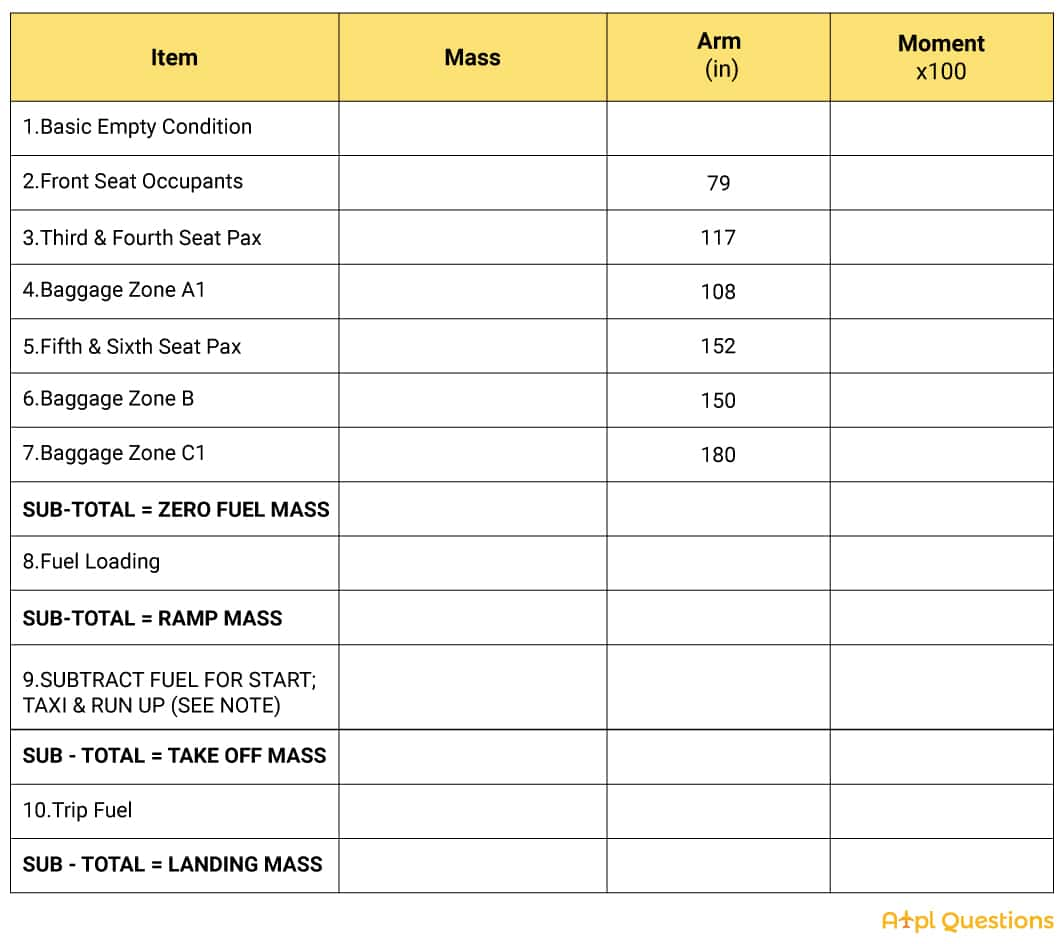 Item Mass Arm Moment
(in) x100
1.Basic Empty Condition
2.Front Seat Occupants 79
3.Third & Fourth Seat Pax 117
4.Baggage Zone A1 108
5.Fifth & Sixth Seat Pax 152
6.Baggage Zone B 150
7.Baggage Zone C1 180
SUB-TOTAL = ZERO FUEL MASS
8.Fuel Loading
SUB-TOTAL = RAMP MASS
9.SUBTRACT FUEL FOR START;
TAXI & RUN UP (SEE NOTE)
SUB - TOTAL = TAKE OFF MASS
10.Trip Fuel
SUB - TOTAL = LANDING MASS
Atpl Questions